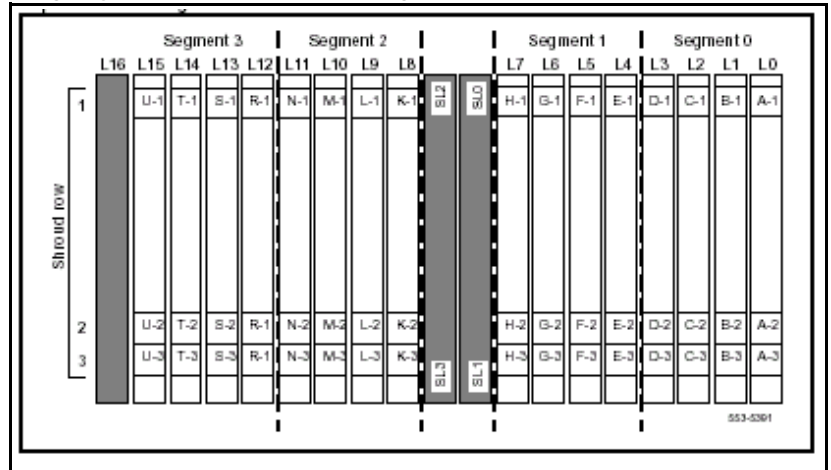 Segment 3 Segment 2 Segment 1 Segment 0
L16 L15 L14 L13 L12 L11 L10 L9 L8 L7 L6 L5 L4 L3 L2 L1 L0
1 U-1 T-1 S-1 R-1 N-1 M-1 L-1 K-1 SL2 SL0 H-1 G-1 F-1 E-1 D-1 C-1 B-1 A-1
Shroud row
2 U-2 T-2 S-2 R-1 N-2 M-2 L-2 K-2 H-2 G-2 F-2 E-2 D-2 C-2 B-2 A-2
3 U-3 T-3 S-3 R-1 N-3 M-3 L-3 K-3 SL3 SL1 H-3 G-3 F-3 E-3 D-3 C-3 B-3 A-3
553-5391